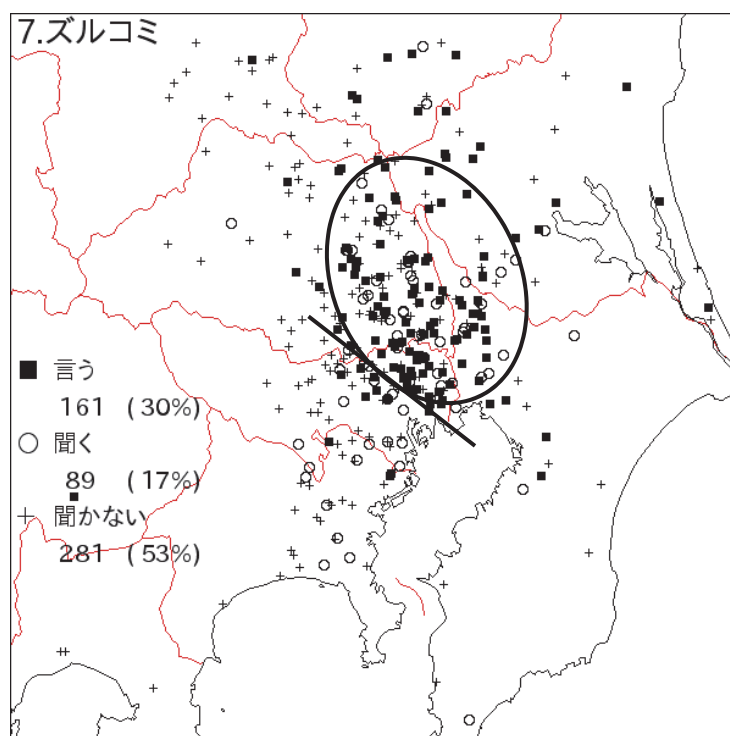 7.ズルコミ
■ 言う
161 (30%)
○ 聞く
89 (17%)
+ 聞かない
281 (53%)